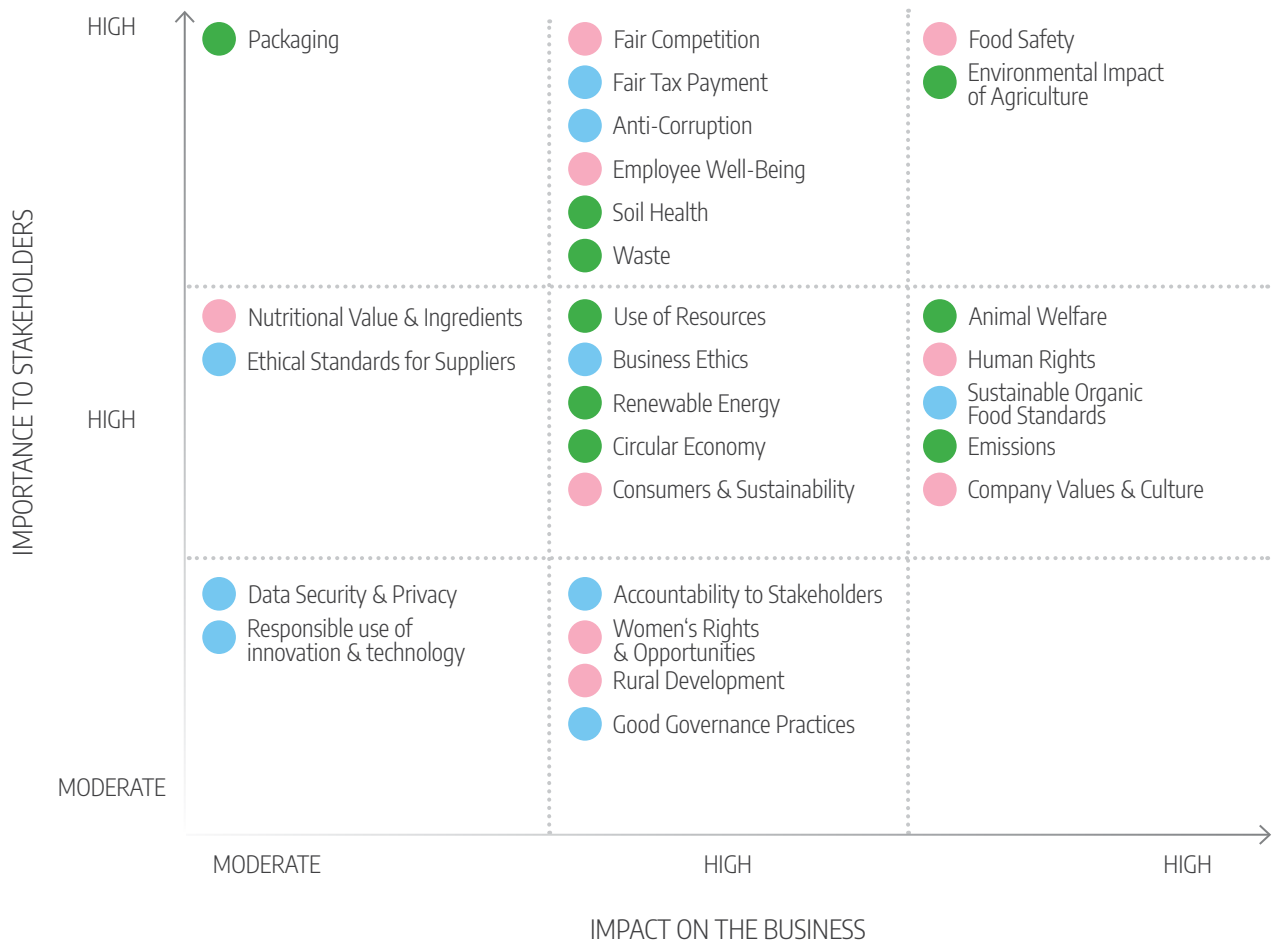 IMPORTANCE TO STAKEHOLDERS
HIGH
Packaging
Fair Competition
Fair Tax Payment
Anti-Corruption
Employee Well-Being
Soil Health
Waste
Food Safety
Environmental Impact
of Agriculture
HIGH
Nutritional Value & Ingredients
Ethical Standards for Suppliers
Use of Resources
Business Ethics
Renewable Energy
Circular Economy
Consumers & Sustainability
Animal Welfare
Human Rights
Sustainable Organic
Food Standards
Emissions
Company Values & Culture
Data Security & Privacy
Responsible use of
innovation & technology
Accountability to Stakeholders
Women‘s Rights
& Opportunities
Rural Development
Good Governance Practices
MODERATE
MODERATE
HIGH
HIGH
IMPACT ON THE BUSINESS